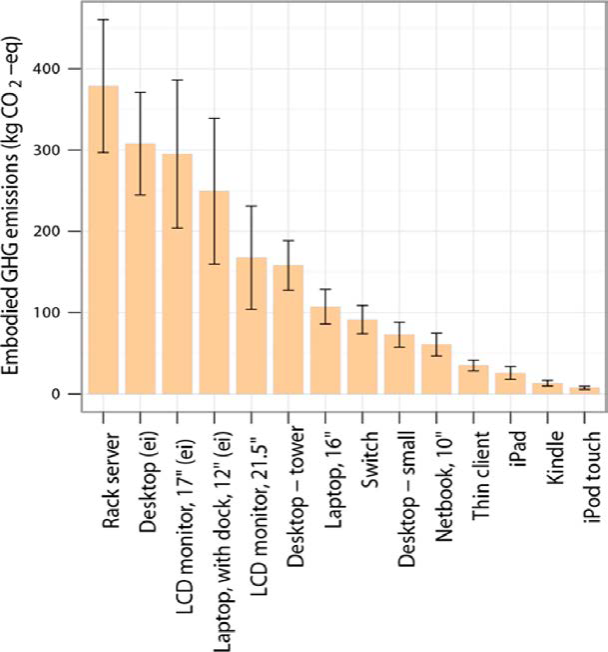 Embodied GHG emissions (kg CO 2 –eq)
400
300
200
100
0
Rack server
Desktop (ei)
LCD monitor, 17" (ei)
Laptop, with dock, 12" (ei)
LCD monitor, 21.5"
Desktop – tower
Laptop, 16"
Switch
Desktop – small
Netbook, 10"
Thin client
iPad
Kindle
iPod touch